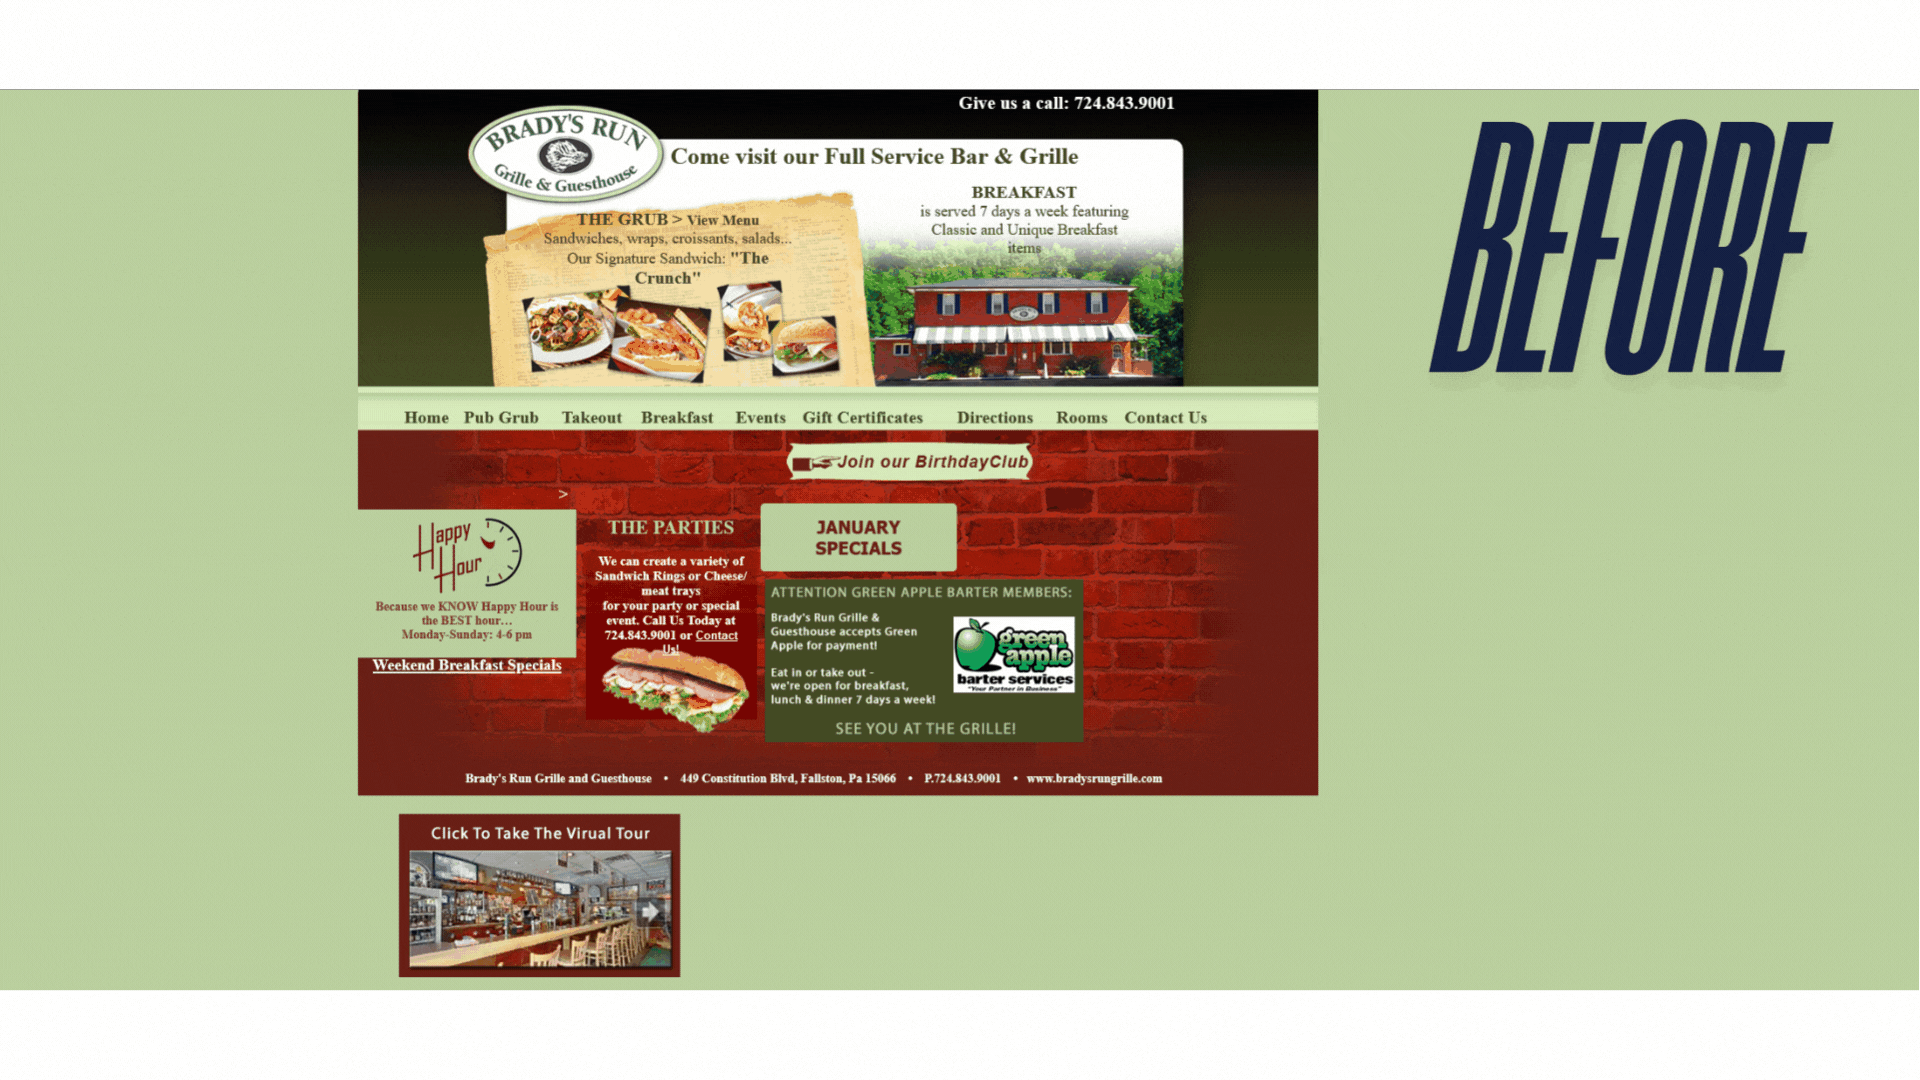 BEFORE
Give us a call: 724.843.9001
BRADY'S RUN
Grille & Guesthouse
Come visit our Full Service Bar & Grille
THE GRUB > View Menu
Sandwiches, wraps, croissants, salads...
Our Signature Sandwich: "The
Crunch"
BREAKFAST
is served 7 days a week featuring
Classic and Unique Breakfast
items
Home Pub Grub Takeout Breakfast Events Gift Certificates Directions Rooms Contact Us
Join our BirthdayClub
>
Happy
Hour
Because we KNOW Happy Hour is
the BEST hour...
Monday-Sunday: 4-6 pm
Weekend Breakfast Specials
THE PARTIES
We can create a variety of
Sandwich Rings or Cheese/
meat trays
for your party or special
event. Call Us Today at
724.843.9001 or Contact
Us!
JANUARY
SPECIALS
ATTENTION GREEN APPLE BARTER MEMBERS:
Brady's Run Grille &
Guesthouse accepts Green
Apple for payment!
Eat in or take out -
we're open for breakfast,
lunch & dinner 7 days a week!
green
apple
barter services
"Your Partner in Business"
SEE YOU AT THE GRILLE!
Brady's Run Grille and Guesthouse • 449 Constitution Blvd, Fallston, Pa 15066 • P.724.843.9001 • www.bradysrungrille.com
Click To Take The Virual Tour